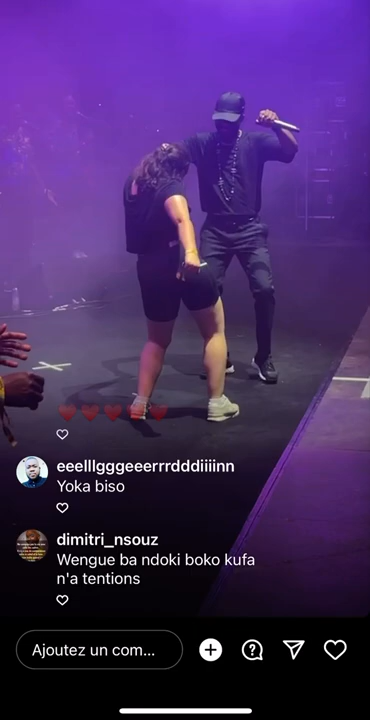 eeelllgggeeerrrdddiiiinn
Yoka biso
dimitri_nsouz
Wengue ba ndoki boko kufa
n'a tentions
Ajoutez un com...